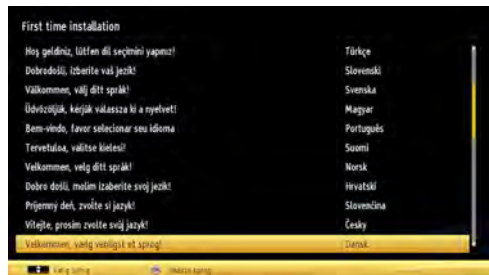 First time installation
Hoş geldiniz, lütfen dil seçimini yapınız! Türkçe
Dobrodošli, izberite vaš jezik! Slovenski
Välkommen, välj ditt språk! Svenska
Üdvözöljük, kérjük válassza ki a nyelvet! Magyar
Bem-vindo, favor selecionar seu idioma Português
Tervetuloa, valitse kielesi! Suomi
Velkommen, velg ditt språk! Norsk
Dobro došli, molim izaberite svoj jezik! Hrvatski
Príjemný deň, zvoľte si jazyk! Slovenčina
Vítejte, prosím zvolte svůj jazyk! Česky
Velkommen, vælg venligst et sprog! Dansk
Vælg sprog